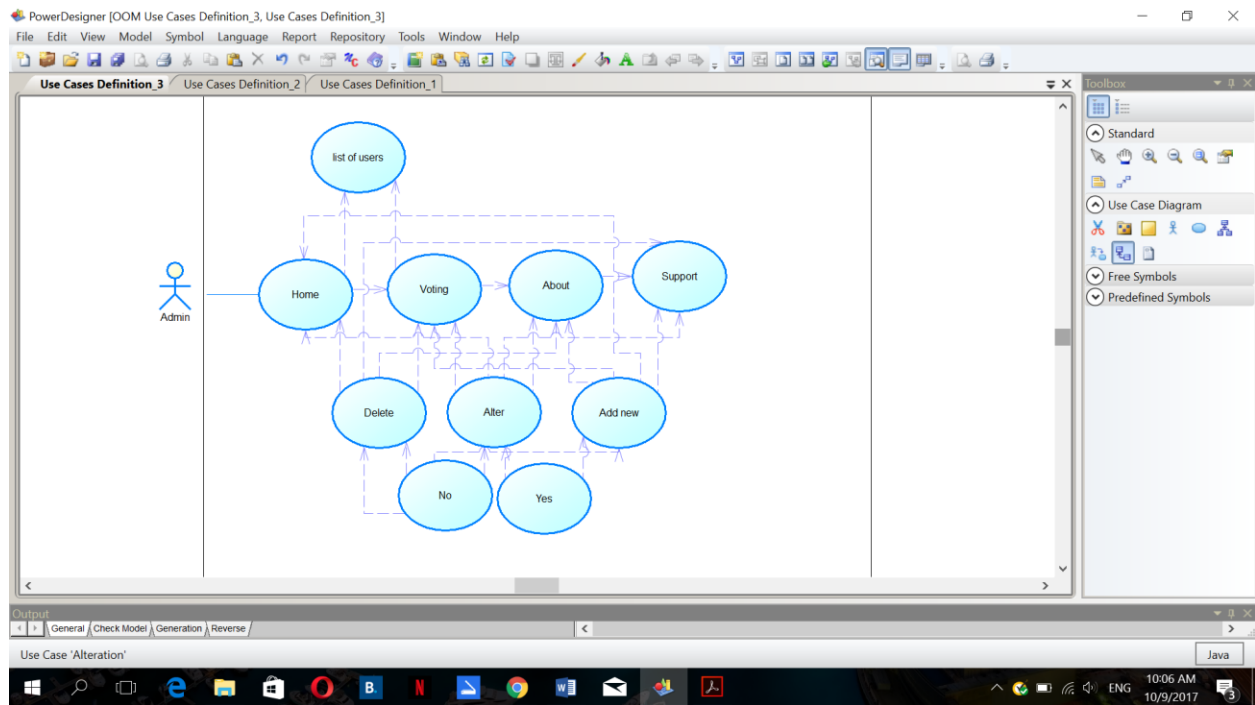 PowerDesigner [OOM Use Cases Definition_3, Use Cases Definition_3]
File Edit View Model Symbol Language Report Repository Tools Window Help
Use Cases Definition_3 Use Cases Definition_2 Use Cases Definition_1
Toolbox
Standard
Use Case Diagram
Free Symbols
Predefined Symbols
list of users
Admin
Home
Voting
About
Support
Delete
Alter
Add new
No
Yes
Output
General Check Model Generation Reverse
Use Case 'Alteration'
Java
B.
N
ENG
10:06 AM
10/9/2017
3